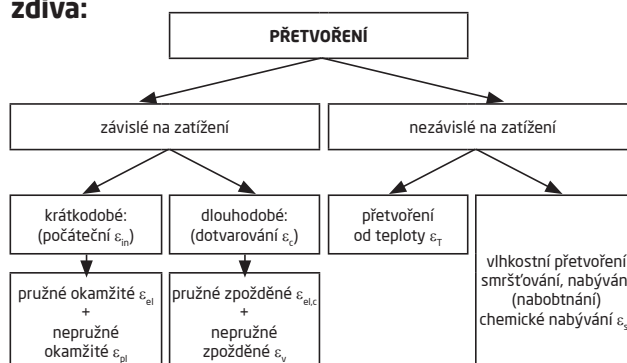 zdiva:
PŘETVOŘENÍ
závislé na zatížení
nezávislé na zatížení
krátkodobé:
(počáteční εin)
dlouhodobé:
(dotvarování εc)
přetvoření
od teploty εT
vlhkostní přetvoření
smršťování, nabýván
(nabobtnání)
chemické nabývání εs
pružné okamžité εel
+
nepružné
okamžité εpl
pružné zpožděné εel,c
+
nepružné
zpožděné εv